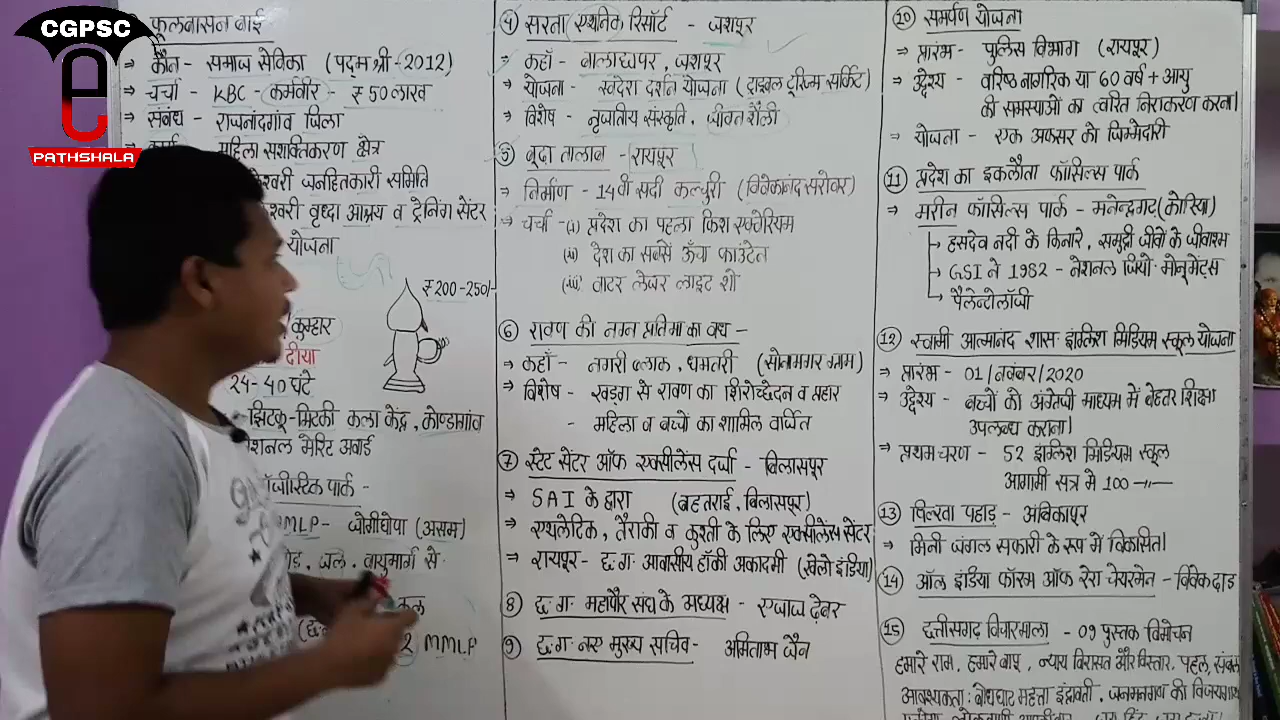 CGPSC
PATHSHALA
फूलबासन बाई
→ कौन - समाज सेविका (पद्म श्री - 2012)
→ चर्चा - KBC - कर्मवीर - ₹ 50 लाख
→ संबंध - राजनांदगांव जिला
महिला सशक्तिकरण क्षेत्र
श्वरी जनहितकारी समिति
श्वरी वृध्दा आश्रय व ट्रेनिंग सेंटर
योजना
₹ 200-250/-
कुम्हार
दीया
24-40 घंटे
झिटकू-मिटकी कला केंद्र, कोण्डागांव
नेशनल मेरिट अवार्ड
लॉजीस्टिक पार्क -
MMLP - जोगीघोपा (असम)
जल, वायुमार्ग से
2 MMLP
④ सरना एथनिक रिसॉर्ट - जशपूर
→ कहाँ - बालाछापर, जशपूर
→ योजना - स्वदेश दर्शन योजना (ट्राइबल टूरिज्म सर्किट)
→ विशेष - नृजातीय संस्कृति, जीवन शैली
⑤ बूढ़ा तालाब - रायपूर
→ निर्माण - 14वी सदी कल्चुरी (विवेकानंद सरोवर)
→ चर्चा - (i) प्रदेश का पहला फिश एक्वेरियम
(ii) देश का सबसे ऊँचा फाउंटेन
(iii) वाटर लेजर लाइट शो
⑥ रावण की नग्न प्रतिमा का वध -
→ कहाँ - नगरी ब्लाक, धमतरी (सोनामगर ग्राम)
→ विशेष - खड़ग से रावण का शिरोच्छेदन व प्रहार
- महिला व बच्चों का शामिल वर्जित
⑦ स्टेट सेंटर ऑफ एक्सीलेंस दर्जा - बिलासपूर
→ SAI के द्वारा (बहतराई, बिलासपूर)
→ एथलेटिक, तैराकी व कुश्ती के लिए एक्सीलेंस सेंटर
→ रायपूर - छ.ग. आवासीय हॉकी अकादमी (खेलो इंडिया)
⑧ छ.ग. महापौर संघ के अध्यक्ष - एजाज ढ़ेबर
⑨ छ.ग. नए मुख्य सचिव - अमिताभ जैन
⑩ समर्पण योजना
→ प्रारंभ - पुलिस विभाग (रायपूर)
→ उद्देश्य - वरिष्ठ नागरिक या 60 वर्ष + आयु
की समस्याओं का त्वरित निराकरण करना।
→ योजना - एक अफसर को जिम्मेदारी
⑪ प्रदेश का इकलौता फॉसिल्स पार्क
→ मरीन फॉसिल्स पार्क - मनेन्द्रगढ़ (कोरिया)
→ हसदेव नदी के किनारे, समुद्री जीवों के जीवाश्म
→ GSI ने 1982 - नेशनल जियो. मोनूमेंट्स
→ पैलेन्टोलॉजी
⑫ स्वामी आत्मानंद शास. इंग्लिश मिडियम स्कूल योजना
→ प्रारंभ - 01/नवंबर/2020
→ उद्देश्य - बच्चों को अंग्रेजी माध्यम में बेहतर शिक्षा
उपलब्ध कराना।
→ प्रथम चरण - 52 इंग्लिश मिडियम स्कूल
आगामी सत्र मे 100 —"—
⑬ पिल्खा पहाड़ - अंबिकापूर
→ मिनी जंगल सफारी के रूप में विकसित।
⑭ ऑल इंडिया फॉरम ऑफ रेरा चेयरमेन - विवेक ढांड
⑮ छत्तीसगढ़ विचारमाला - 09 पुस्तक विमोचन
हमारे राम, हमारे बापू, न्याय विरासत और विस्तार, पहल, संबल
आवश्यकता: बोधघाट महत्ता इंद्रावती, जनमनगण की विजयगाथा